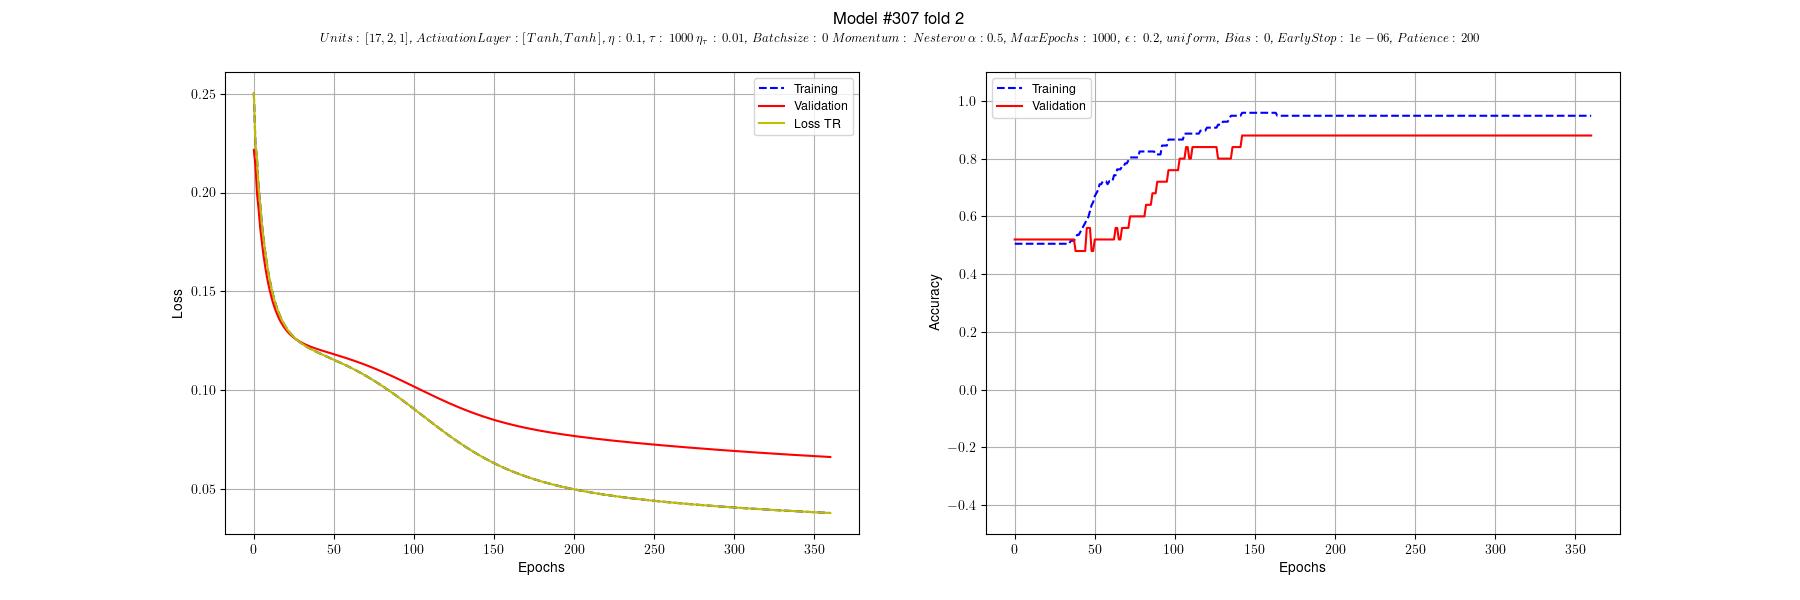 Model #307 fold 2
Units : [17, 2, 1], ActivationLayer : [Tanh, Tanh], η : 0.1, τ : 1000 ητ : 0.01, Batchsize : 0 Momentum : Nesterov α : 0.5, MaxEpochs : 1000, ϵ : 0.2, uniform, Bias : 0, EarlyStop : 1e − 06, Patience : 200
Training
Validation
Loss TR
0.25
0.20
0.15
0.10
0.05
Loss
0 50 100 150 200 250 300 350
Epochs
Training
Validation
1.0
0.8
0.6
0.4
0.2
0.0
−0.2
−0.4
Accuracy
0 50 100 150 200 250 300 350
Epochs